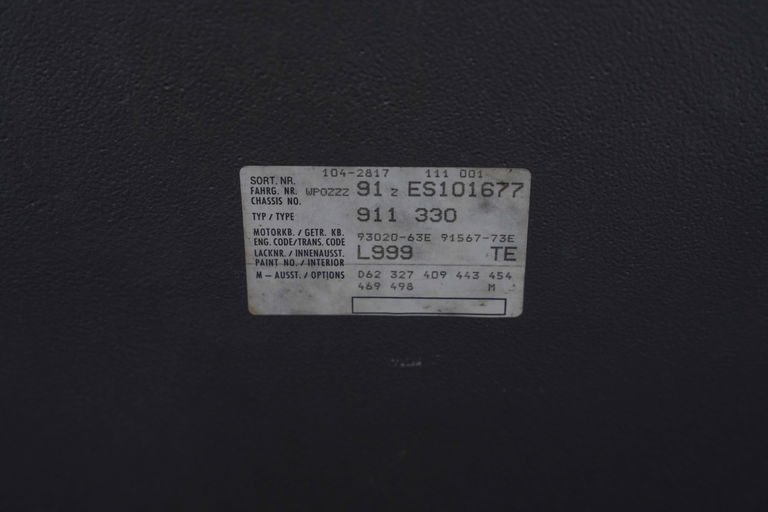 SORT. NR. 104-2817 111 001
FAHRG. NR. WP0ZZZ 91 Z ES101677
CHASSIS NO.
TYP / TYPE 911 330
MOTORKB. / GETR. KB. 93020-63E 91567-73E
ENG. CODE/TRANS. CODE
LACKNR. / INNENAUSST. L999 TE
PAINT NO. / INTERIOR
M – AUSST. / OPTIONS D62 327 409 443 454
469 498 M